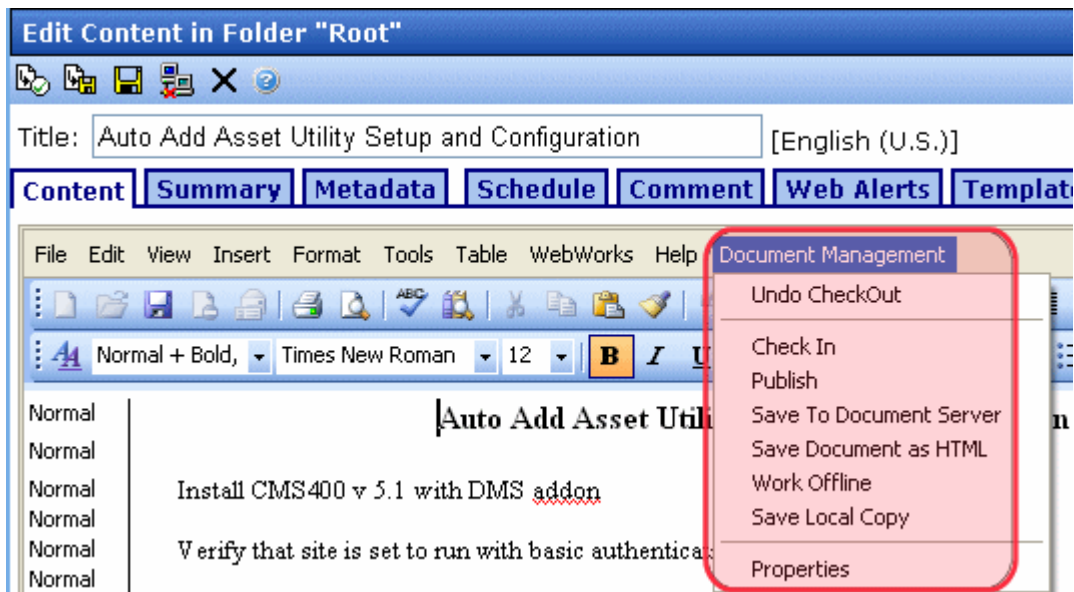 Edit Content in Folder "Root"
Title: Auto Add Asset Utility Setup and Configuration [English (U.S.)]
Content Summary Metadata Schedule Comment Web Alerts
File Edit View Insert Format Tools Table WebWorks Help Document Management
Undo CheckOut
Check In
Publish
Save To Document Server
Save Document as HTML
Work Offline
Save Local Copy
Properties
ABC
Normal + Bold, Times New Roman 12 B I U
Normal Auto Add Asset
Normal
Normal Install CMS400 v 5.1 with DMS addon
Normal
Normal Verify that site is set to run with basic
Normal